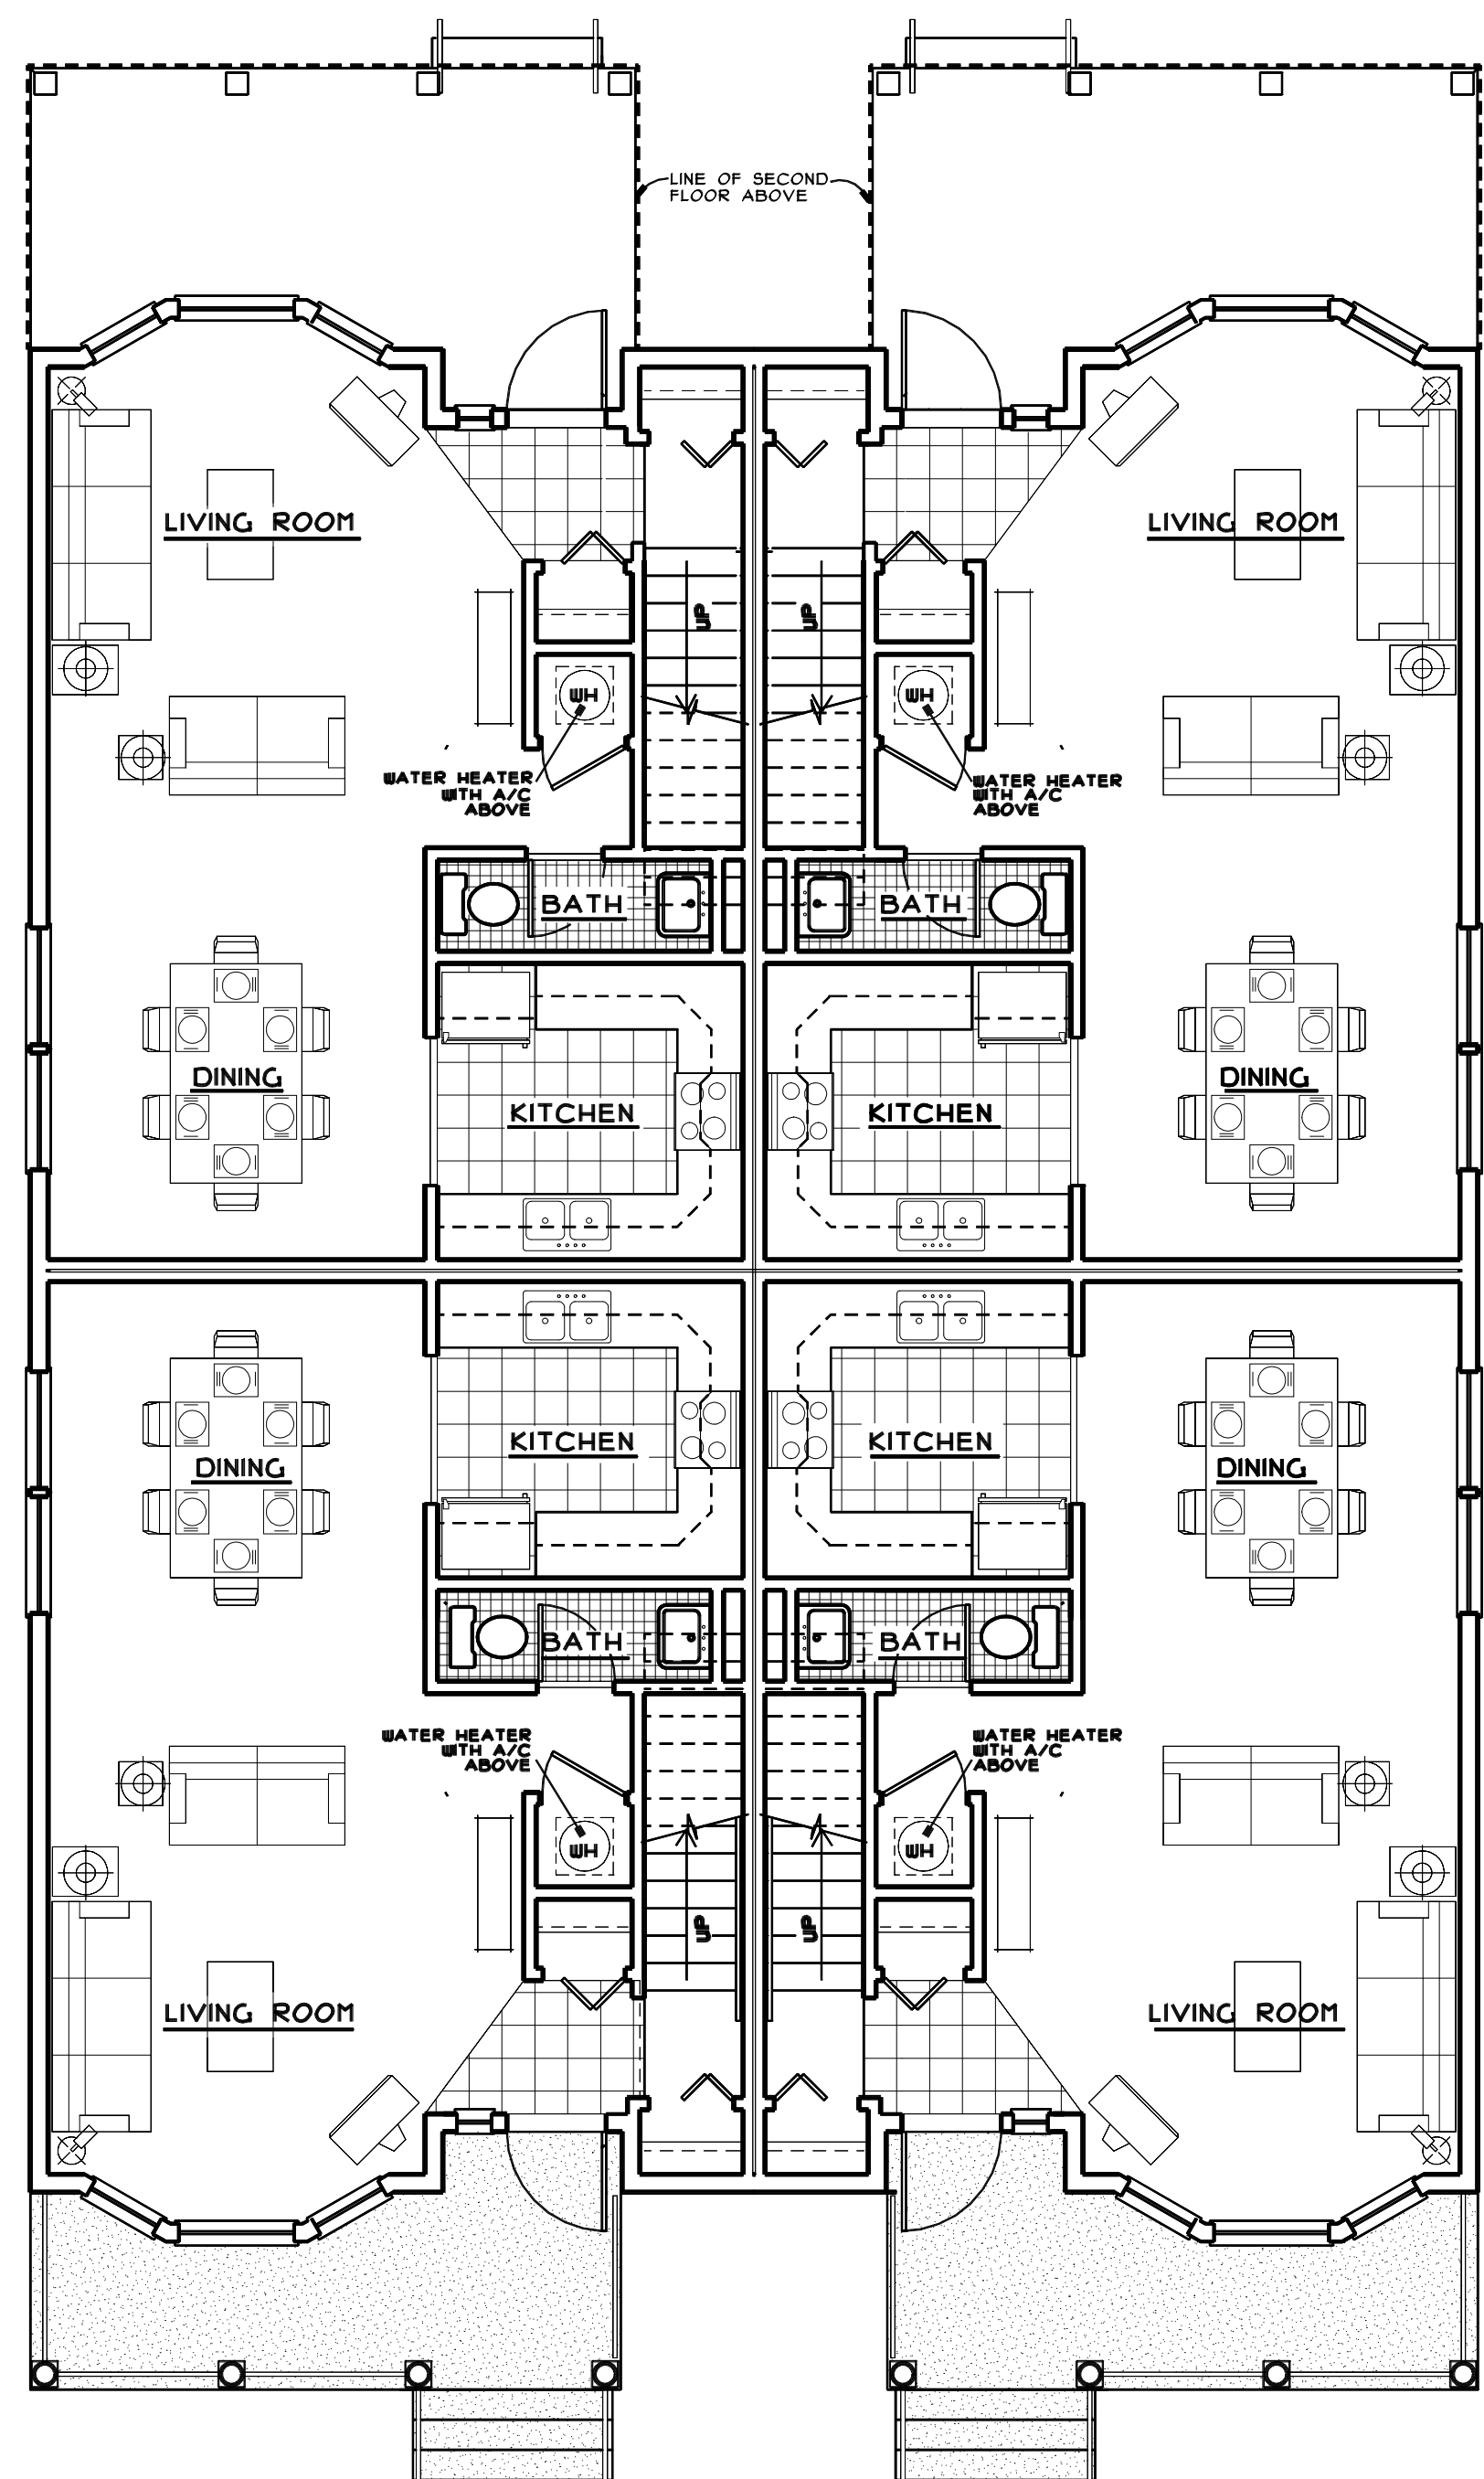 LINE OF SECOND
FLOOR ABOVE
LIVING ROOM
LIVING ROOM
UP
UP
WH
WH
WATER HEATER
WITH A/C
ABOVE
WATER HEATER
WITH A/C
ABOVE
BATH
BATH
DINING
DINING
KITCHEN
KITCHEN
KITCHEN
KITCHEN
DINING
DINING
BATH
BATH
WATER HEATER
WITH A/C
ABOVE
WATER HEATER
WITH A/C
ABOVE
WH
WH
UP
UP
LIVING ROOM
LIVING ROOM